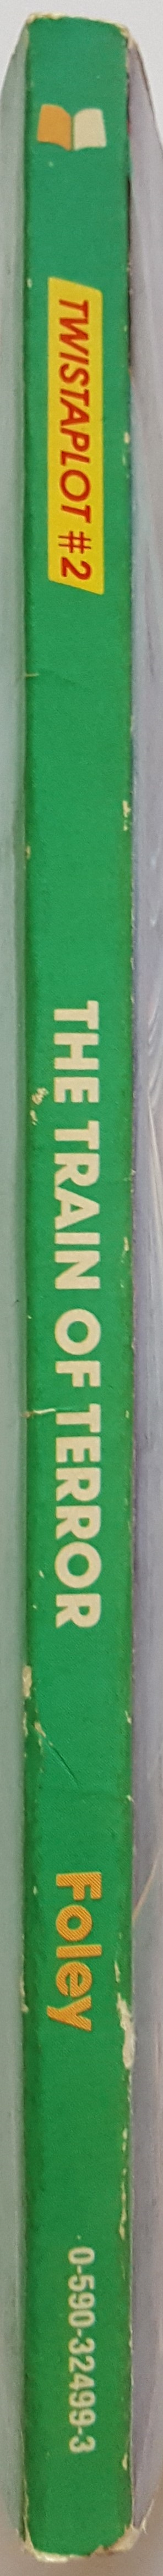 TWISTAPLOT #2
THE TRAIN OF TERROR
Foley
0-590-32499-3